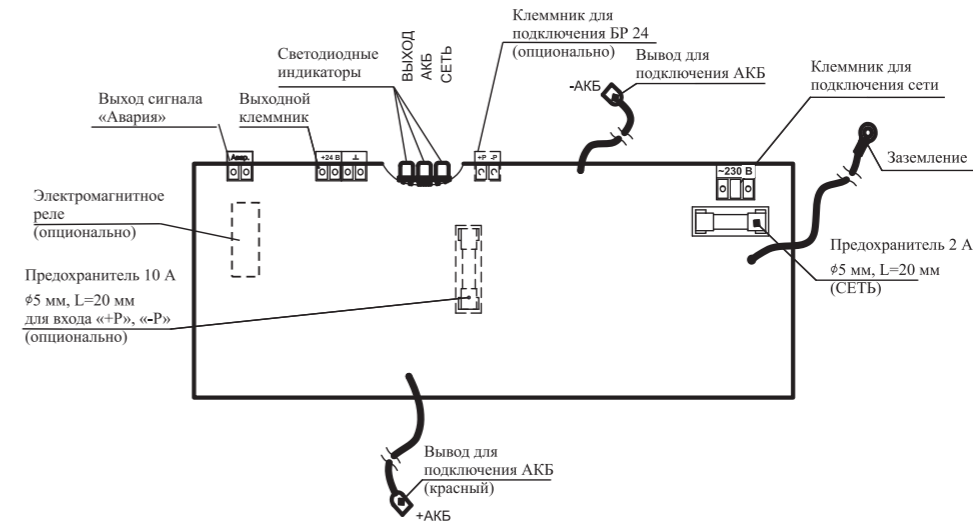 Клеммник для
подключения БР 24
(опционально)
Светодиодные
индикаторы
ВЫХОД
АКБ
СЕТЬ
Вывод для
подключения АКБ
-АКБ
Клеммник для
подключения сети
Выход сигнала
«Авария»
Выходной
клеммник
Авар.
+24 В
⊥
+Р -Р
~230 В
Заземление
Электромагнитное
реле
(опционально)
Предохранитель 10 А
ϕ5 мм, L=20 мм
для входа «+Р», «-Р»
(опционально)
Предохранитель 2 А
ϕ5 мм, L=20 мм
(СЕТЬ)
Вывод для
подключения АКБ
(красный)
+АКБ